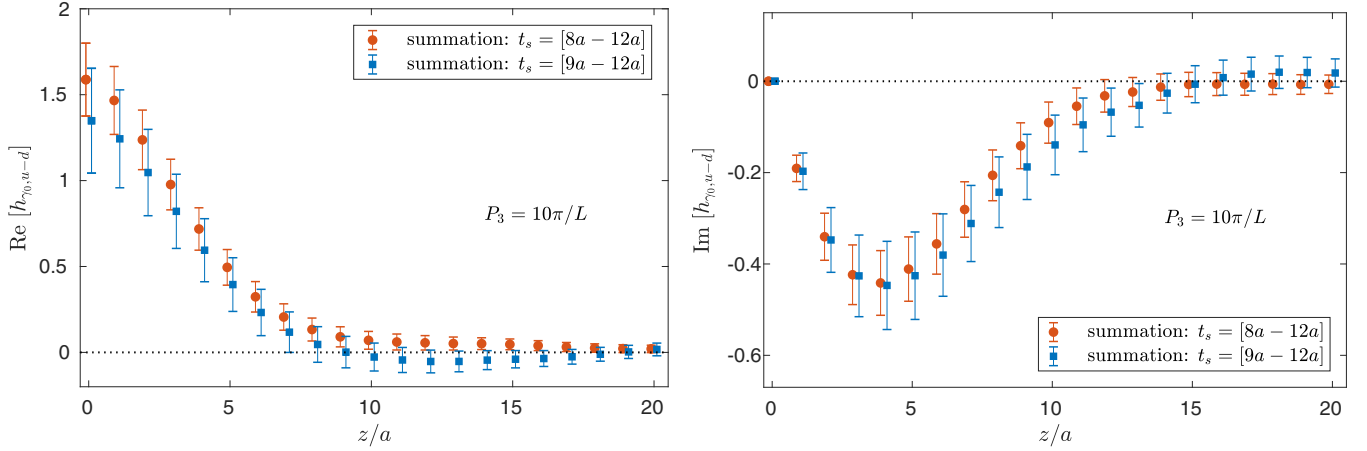 2
1.5
1
0.5
0
Re [h_{γ_0,u−d}]
summation: t_s = [8a − 12a]
summation: t_s = [9a − 12a]
P_3 = 10π/L
0 5 10 15 20
z/a
0
-0.2
-0.4
-0.6
Im [h_{γ_0,u−d}]
P_3 = 10π/L
summation: t_s = [8a − 12a]
summation: t_s = [9a − 12a]
0 5 10 15 20
z/a